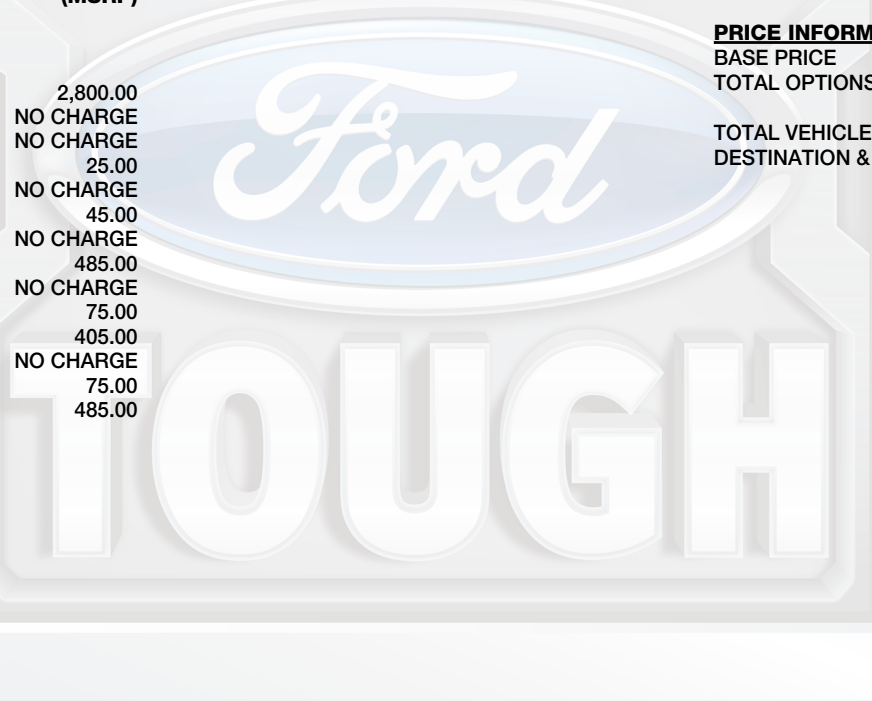 (MSRP)
2,800.00
NO CHARGE
NO CHARGE
25.00
NO CHARGE
45.00
NO CHARGE
485.00
NO CHARGE
75.00
405.00
NO CHARGE
75.00
485.00
PRICE INFORM
BASE PRICE
TOTAL OPTIONS
TOTAL VEHICLE
DESTINATION &
Ford
TOUGH